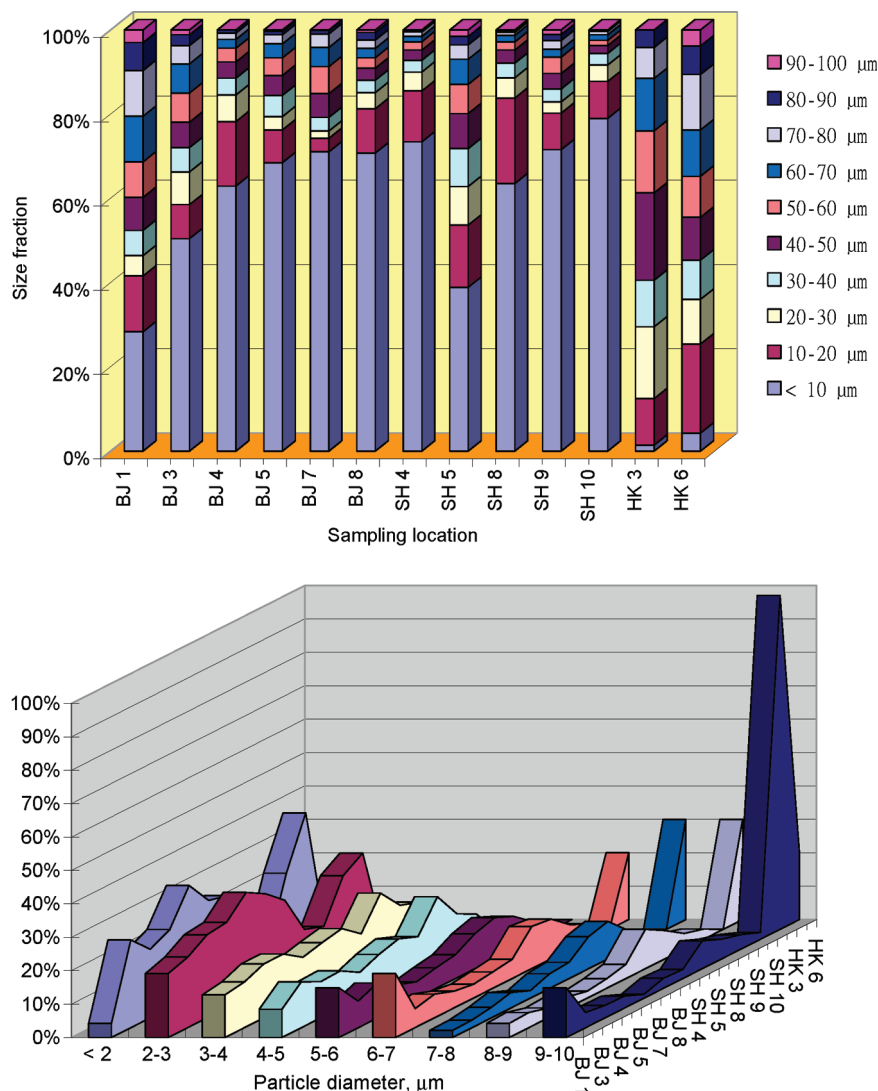 100%
80%
60%
40%
20%
0%
Size fraction
BJ 1
BJ 3
BJ 4
BJ 5
BJ 7
BJ 8
SH 4
SH 5
SH 8
SH 9
SH 10
HK 3
HK 6
Sampling location
90-100 µm
80-90 µm
70-80 µm
60-70 µm
50-60 µm
40-50 µm
30-40 µm
20-30 µm
10-20 µm
< 10 µm
100%
90%
80%
70%
60%
50%
40%
30%
20%
10%
0%
< 2
2-3
3-4
4-5
5-6
6-7
7-8
8-9
9-10
Particle diameter, µm
BJ
BJ 3
BJ 4
BJ 5
BJ 7
BJ 8
SH 4
SH 5
SH 8
SH 9
SH 10
HK 3
HK 6